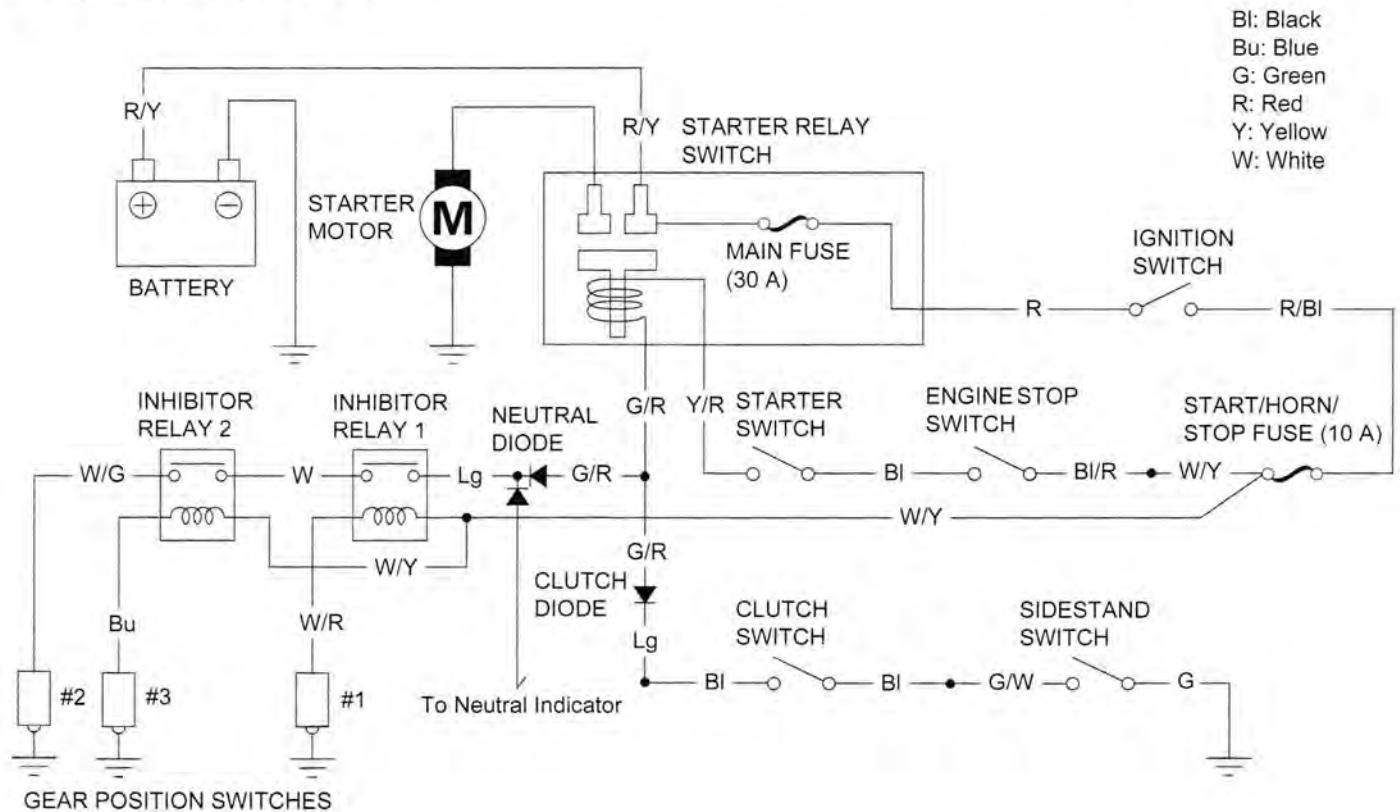 Bl: Black
Bu: Blue
G: Green
R: Red
Y: Yellow
W: White
R/Y
R/Y
STARTER RELAY
SWITCH
STARTER
MOTOR
M
MAIN FUSE
(30 A)
IGNITION
SWITCH
+
−
BATTERY
R
R/Bl
INHIBITOR
RELAY 2
INHIBITOR
RELAY 1
NEUTRAL
DIODE
G/R
Y/R
STARTER
SWITCH
ENGINE STOP
SWITCH
START/HORN/
STOP FUSE (10 A)
W/G
W
Lg
G/R
Bl
Bl/R
W/Y
W/Y
W/Y
G/R
CLUTCH
DIODE
CLUTCH
SWITCH
SIDESTAND
SWITCH
Bu
W/R
Lg
Bl
Bl
G/W
G
#2
#3
#1
To Neutral Indicator
GEAR POSITION SWITCHES